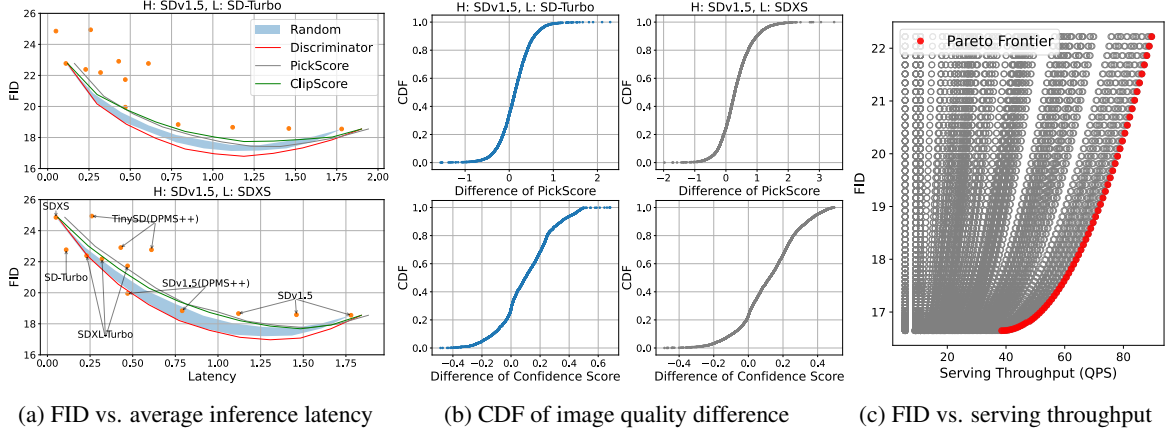 H: SDv1.5, L: SD-Turbo
26
24
22
20
18
16
FID
Random
Discriminator
PickScore
ClipScore
0.00 0.25 0.50 0.75 1.00 1.25 1.50 1.75 2.00
H: SDv1.5, L: SDXS
26
24
22
20
18
16
FID
SDXS
TinySD(DPMS++)
SD-Turbo
SDv1.5(DPMS++)
SDv1.5
SDXL-Turbo
0.00 0.25 0.50 0.75 1.00 1.25 1.50 1.75
Latency
(a) FID vs. average inference latency
H: SDv1.5, L: SD-Turbo
1.0
0.8
0.6
0.4
0.2
0.0
CDF
−1 0 1 2
Difference of PickScore
H: SDv1.5, L: SDXS
1.0
0.8
0.6
0.4
0.2
0.0
CDF
−2 −1 0 1 2 3
Difference of PickScore
1.0
0.8
0.6
0.4
0.2
0.0
CDF
−0.4 −0.2 0.0 0.2 0.4 0.6
Difference of Confidence Score
1.0
0.8
0.6
0.4
0.2
0.0
CDF
−0.4 −0.2 0.0 0.2 0.4
Difference of Confidence Score
(b) CDF of image quality difference
Pareto Frontier
22
21
20
19
18
17
FID
20 40 60 80
Serving Throughput (QPS)
(c) FID vs. serving throughput